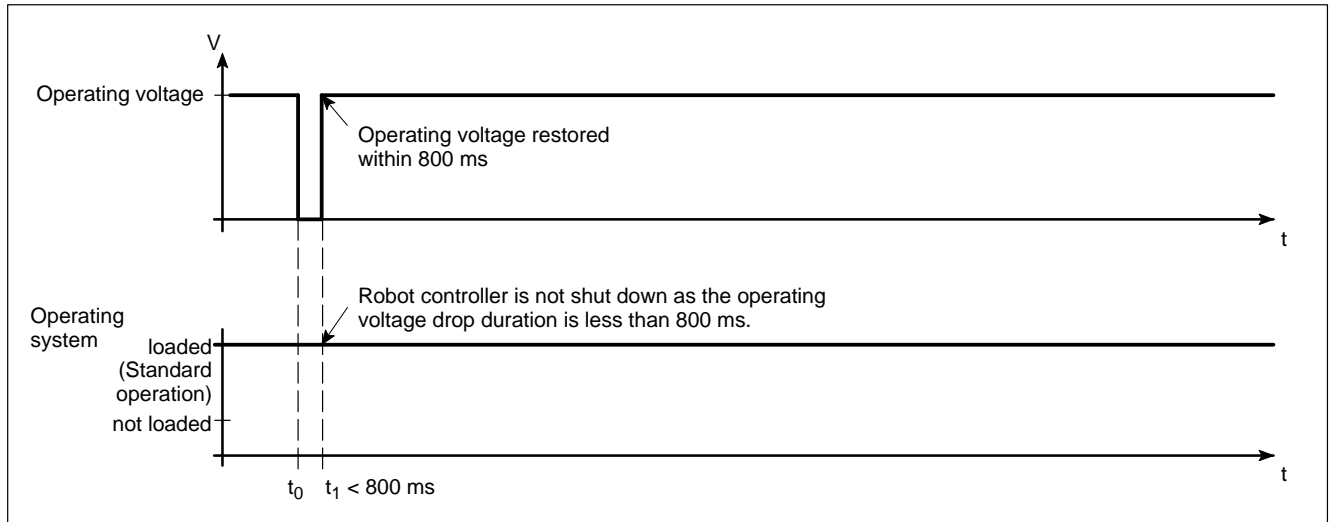 V
Operating voltage
Operating voltage restored
within 800 ms
t
Robot controller is not shut down as the operating
voltage drop duration is less than 800 ms.
Operating
system
loaded
(Standard
operation)
not loaded
t
t0 t1 < 800 ms